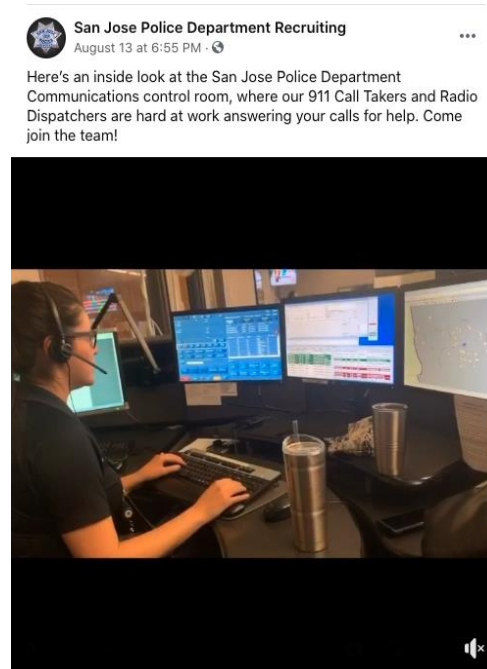 San Jose Police Department Recruiting
August 13 at 6:55 PM ·
Here's an inside look at the San Jose Police Department
Communications control room, where our 911 Call Takers and Radio
Dispatchers are hard at work answering your calls for help. Come
join the team!